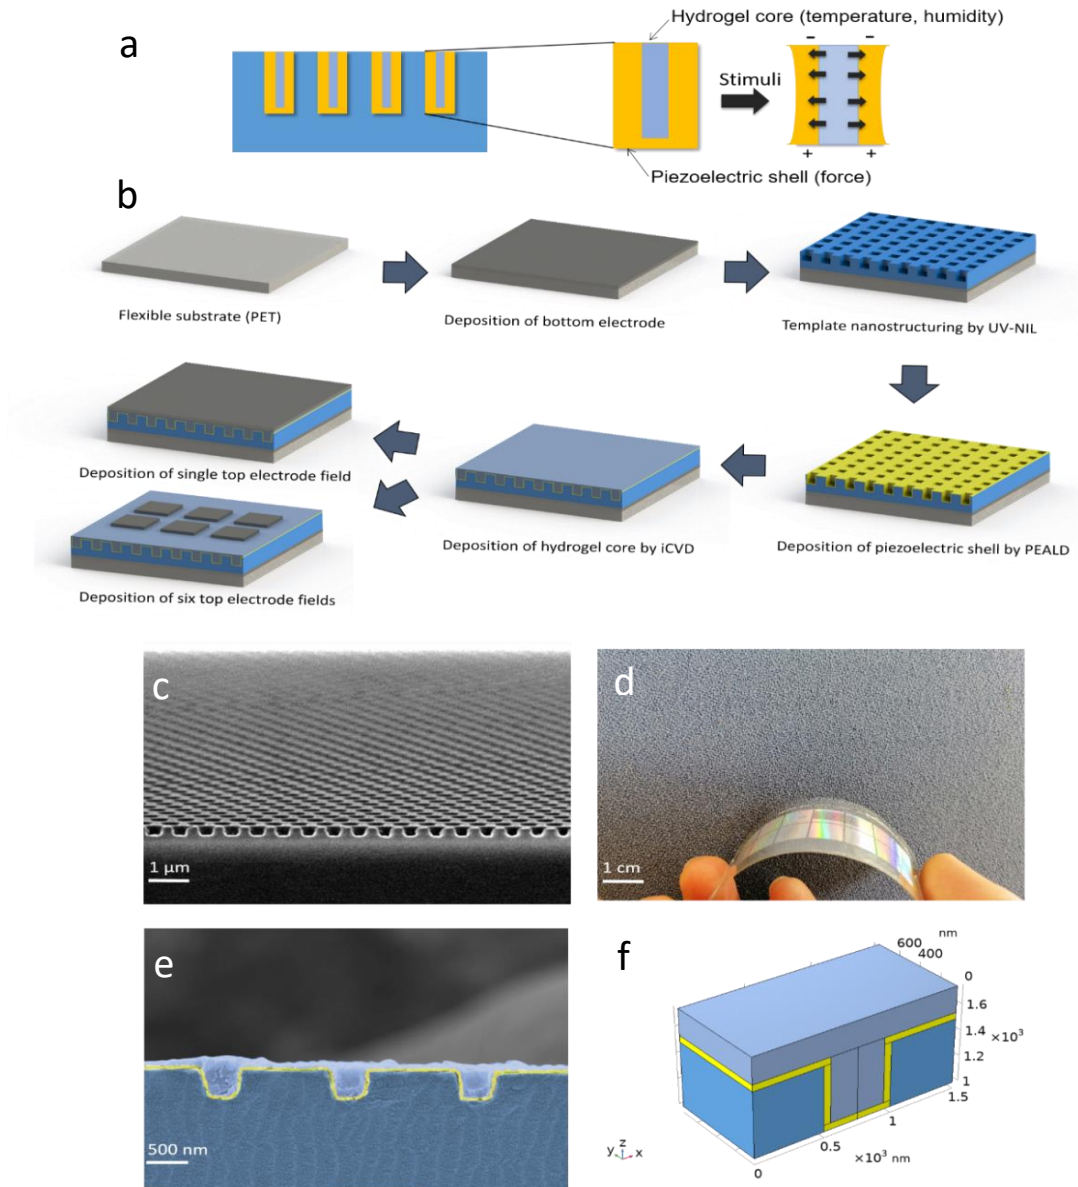 a
Hydrogel core (temperature, humidity)
Stimuli
- -
+ +
Piezoelectric shell (force)
b
Flexible substrate (PET)
Deposition of bottom electrode
Template nanostructuring by UV-NIL
Deposition of single top electrode field
Deposition of hydrogel core by iCVD
Deposition of piezoelectric shell by PEALD
Deposition of six top electrode fields
c
1 µm
d
1 cm
e
500 nm
f
nm
600
400
0
1.6
1.4
×10³
1.2
1
1.5
1
0.5
×10³ nm
0
y z x